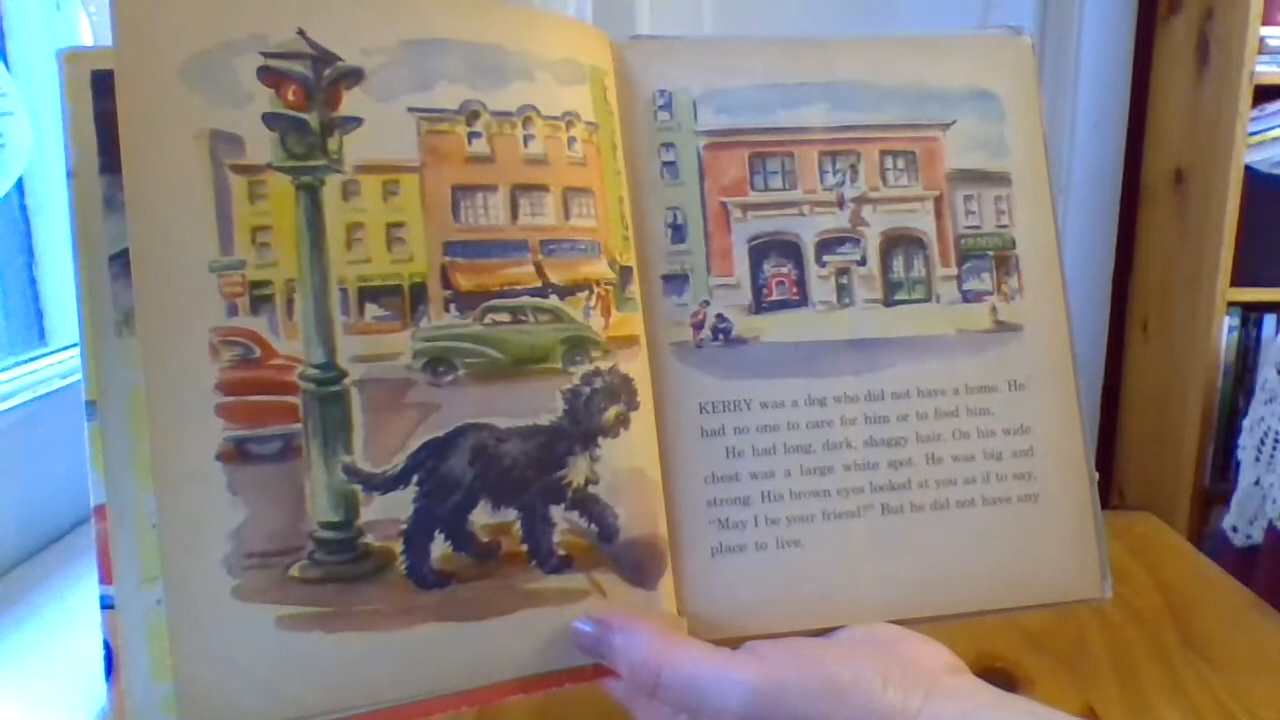 KERRY was a dog who did not have a home. He
had no one to care for him or to feed him.
He had long, dark, shaggy hair. On his wide
chest was a large white spot. He was big and
strong. His brown eyes looked at you as if to say,
"May I be your friend?" But he did not have any
place to live.